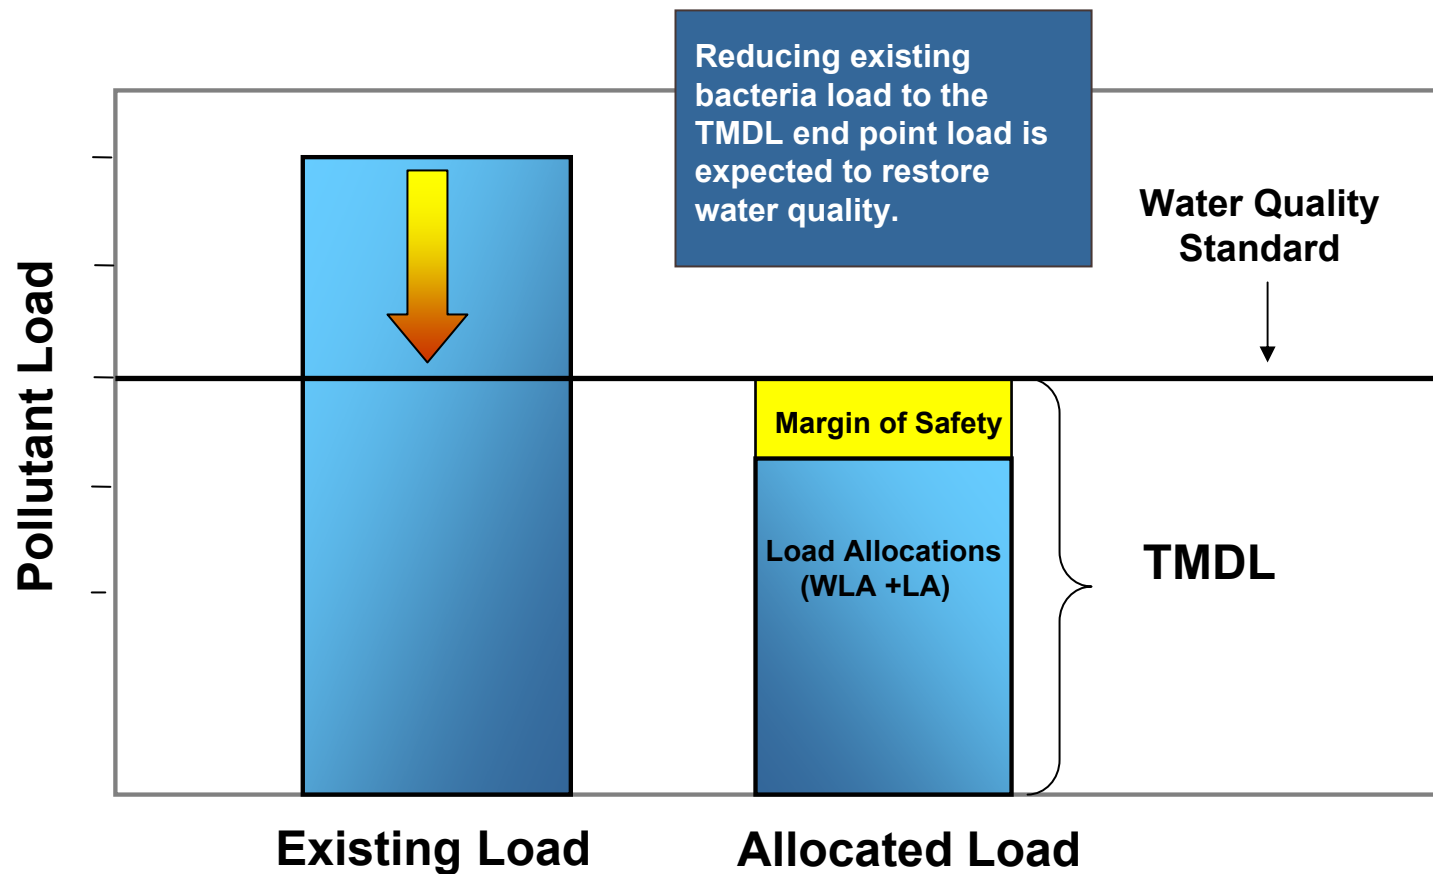 Reducing existing
bacteria load to the
TMDL end point load is
expected to restore
water quality.
Water Quality
Standard
Pollutant Load
Margin of Safety
Load Allocations
(WLA +LA)
TMDL
Existing Load
Allocated Load